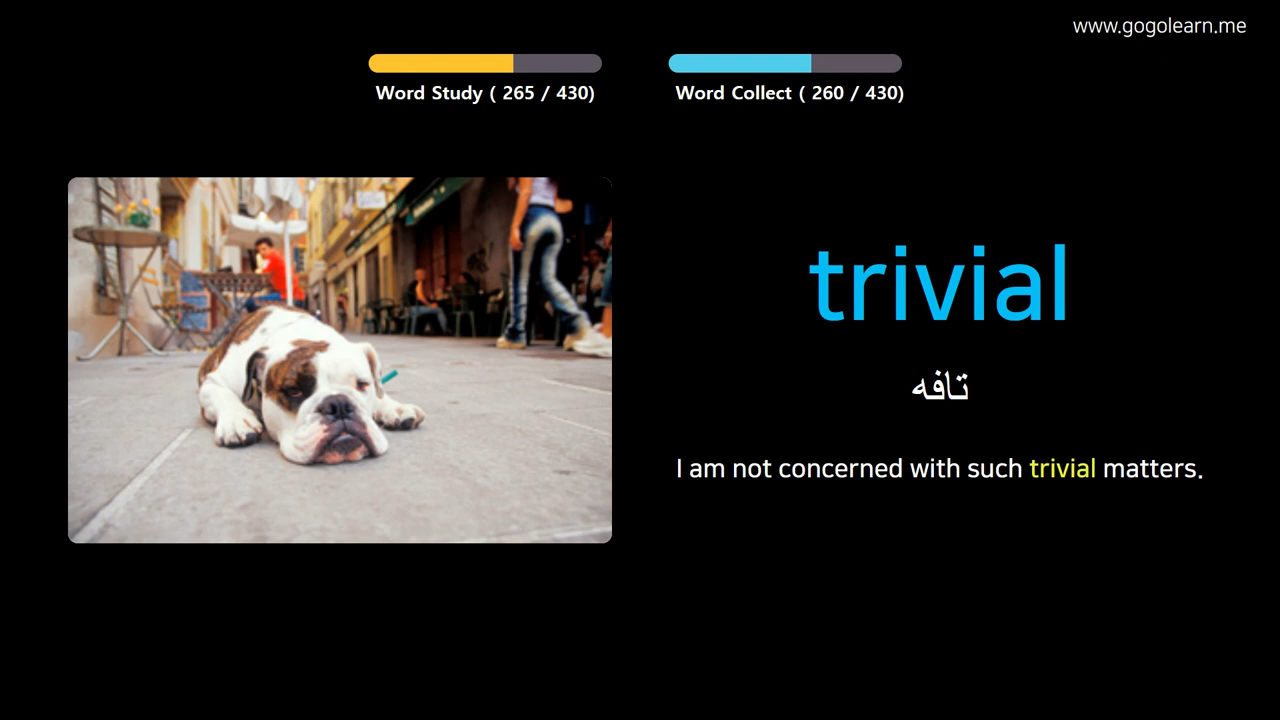 www.gogolearn.me
Word Study ( 265 / 430)
Word Collect ( 260 / 430)
trivial
تافه
I am not concerned with such trivial matters.